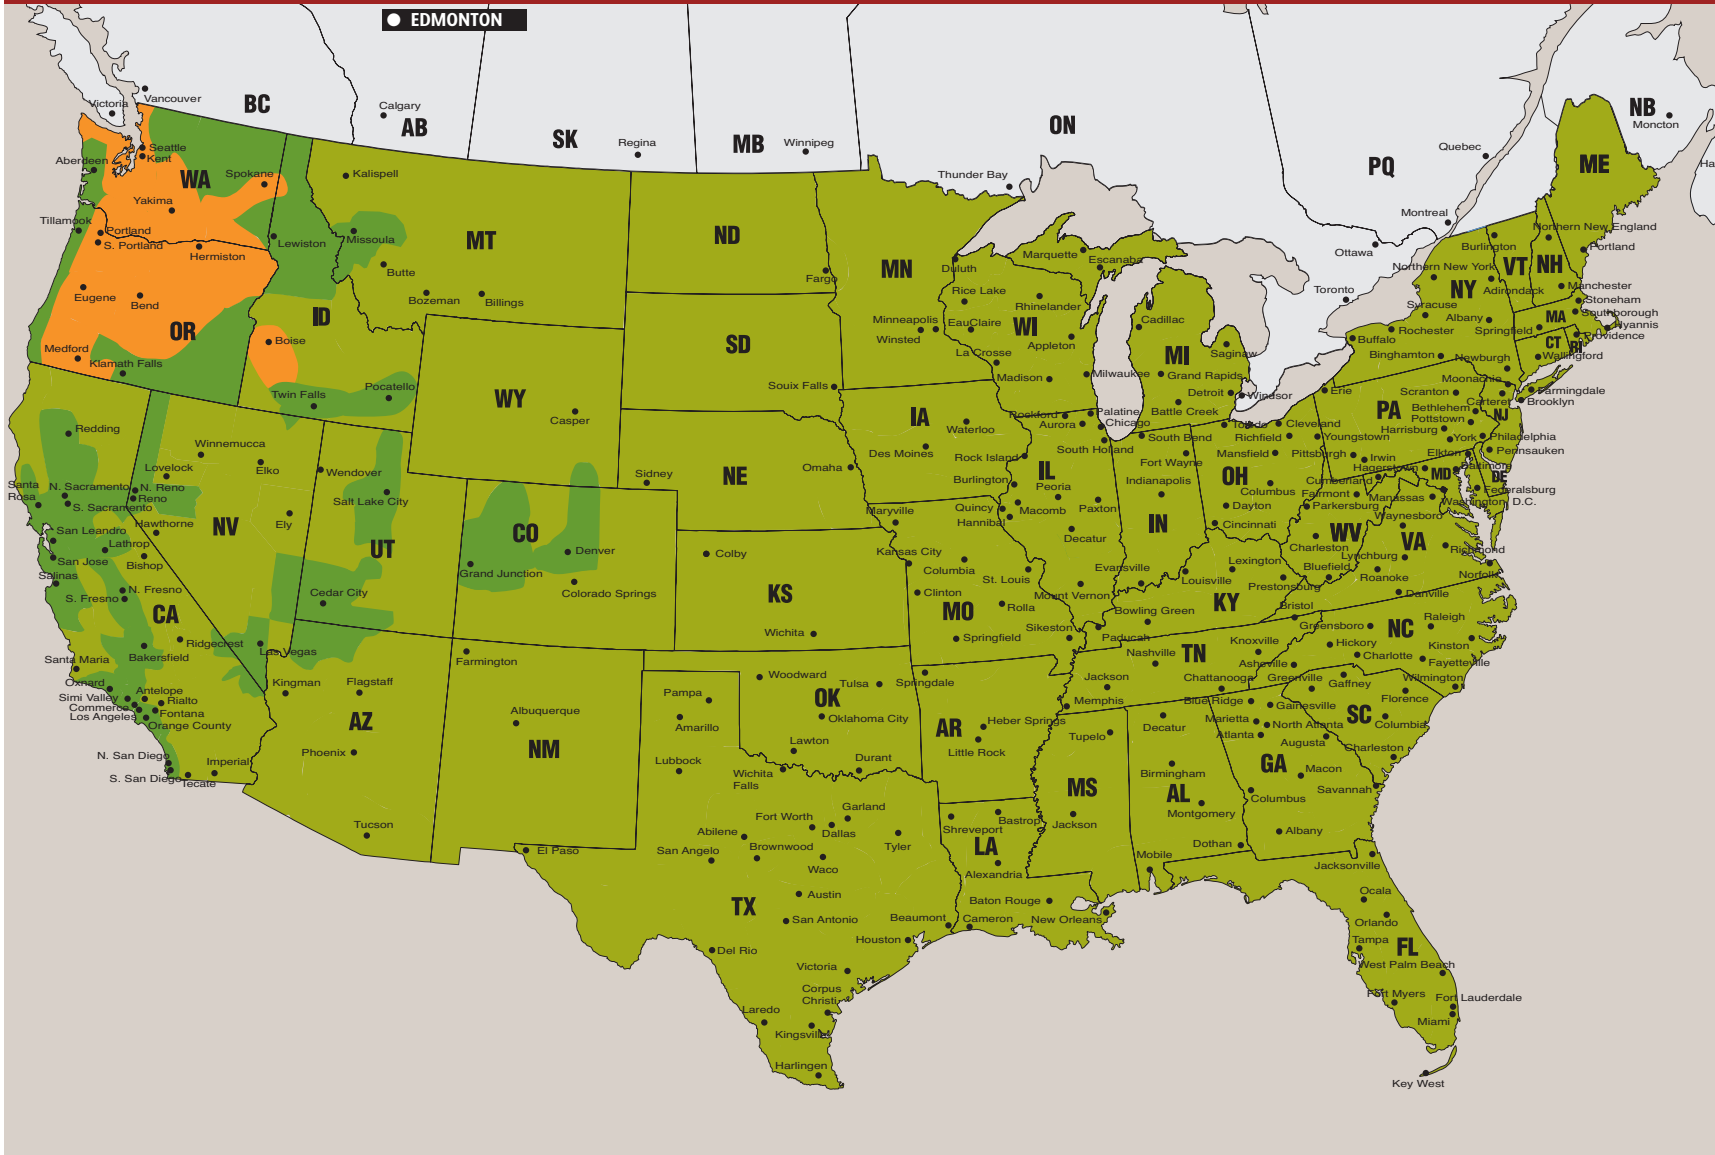 EDMONTON
Vancouver
Victoria
BC
Calgary
AB
SK
Regina
MB
Winnipeg
ON
Thunder Bay
PQ
Quebec
Montreal
Ottawa
Toronto
NB
Moncton
Ha
Seattle
Kent
Aberdeen
WA
Spokane
Yakima
Tillamook
Portland
S. Portland
Hermiston
Lewiston
Eugene
Bend
OR
Medford
Klamath Falls
ID
Boise
Twin Falls
Pocatello
Kalispell
Missoula
MT
Butte
Bozeman
Billings
WY
Casper
ND
Fargo
SD
Souix Falls
NE
Sidney
Omaha
KS
Colby
Wichita
MN
Duluth
Minneapolis
Winsted
Marquette
Escanaba
Rice Lake
Rhinelander
EauClaire
WI
Appleton
La Crosse
Madison
Milwaukee
Cadillac
MI
Saginaw
Grand Rapids
Detroit
Windsor
Battle Creek
IA
Waterloo
Des Moines
Rock Island
Burlington
Rockford
Palatine
Aurora
Chicago
South Holland
IL
Peoria
Quincy
Hannibal
Macomb
Paxton
Decatur
Mount Vernon
South Bend
Fort Wayne
Indianapolis
IN
Evansville
Toledo
Cleveland
Richfield
Youngstown
Mansfield
OH
Columbus
Dayton
Cincinnati
Redding
Santa
Rosa
N. Sacramento
S. Sacramento
San Leandro
Lathrop
San Jose
Bishop
Salinas
N. Fresno
S. Fresno
CA
Ridgecrest
Bakersfield
Santa Maria
Oxnard
Antelope
Simi Valley
Rialto
Commerce
Fontana
Los Angeles
Orange County
N. San Diego
Imperial
S. San Diego
Tecate
Winnemucca
Lovelock
Elko
N. Reno
Reno
Hawthorne
NV
Ely
Las Vegas
Wendover
Salt Lake City
UT
Cedar City
CO
Denver
Grand Junction
Colorado Springs
Kingman
Flagstaff
AZ
Phoenix
Tucson
Farmington
Albuquerque
NM
Maryville
Kansas City
Columbia
St. Louis
Clinton
MO
Rolla
Springfield
Sikeston
Woodward
Tulsa
OK
Oklahoma City
Lawton
Durant
Springdale
AR
Heber Springs
Little Rock
Pampa
Amarillo
Lubbock
Wichita
Falls
Garland
Fort Worth
Dallas
Abilene
Tyler
San Angelo
Brownwood
Waco
El Paso
Austin
TX
San Antonio
Beaumont
Houston
Del Rio
Victoria
Corpus
Christi
Laredo
Kingsville
Harlingen
Shreveport
Bastrop
LA
Alexandria
Baton Rouge
Cameron
New Orleans
Tupelo
MS
Jackson
Decatur
Birmingham
AL
Montgomery
Dothan
Mobile
Lexington
Louisville
Prestonsburg
KY
Bowling Green
Paducah
Nashville
TN
Knoxville
Jackson
Chattanooga
Memphis
Blue Ridge
Gainesville
Marietta
North Atlanta
Atlanta
Augusta
GA
Macon
Columbus
Savannah
Albany
Jacksonville
Ocala
Orlando
Tampa
FL
West Palm Beach
Fort Myers
Fort Lauderdale
Miami
Key West
Greenville
Gaffney
Florence
SC
Columbia
Charleston
Greensboro
Raleigh
NC
Hickory
Kinston
Charlotte
Fayetteville
Asheville
Wilmington
Parkersburg
Fairmont
WV
Charleston
Bluefield
Bristol
Manassas
Waynesboro
VA
Lynchburg
Richmond
Roanoke
Norfolk
Danville
Washington, D.C.
Cumberland
Hagerstown
MD
Baltimore
Elkton
DE
Federalsburg
Erie
PA
Scranton
Bethlehem
Pottstown
Harrisburg
York
Philadelphia
Pennsauken
Pittsburgh
Irwin
NJ
Carteret
Moonachie
Farmingdale
Brooklyn
Northern New York
Adirondack
NY
Syracuse
Albany
Rochester
Buffalo
Binghamton
Newburgh
Burlington
VT
NH
Northern New England
ME
Portland
Manchester
Stoneham
Southborough
Hyannis
MA
Springfield
Providence
CT
RI
Wallingford